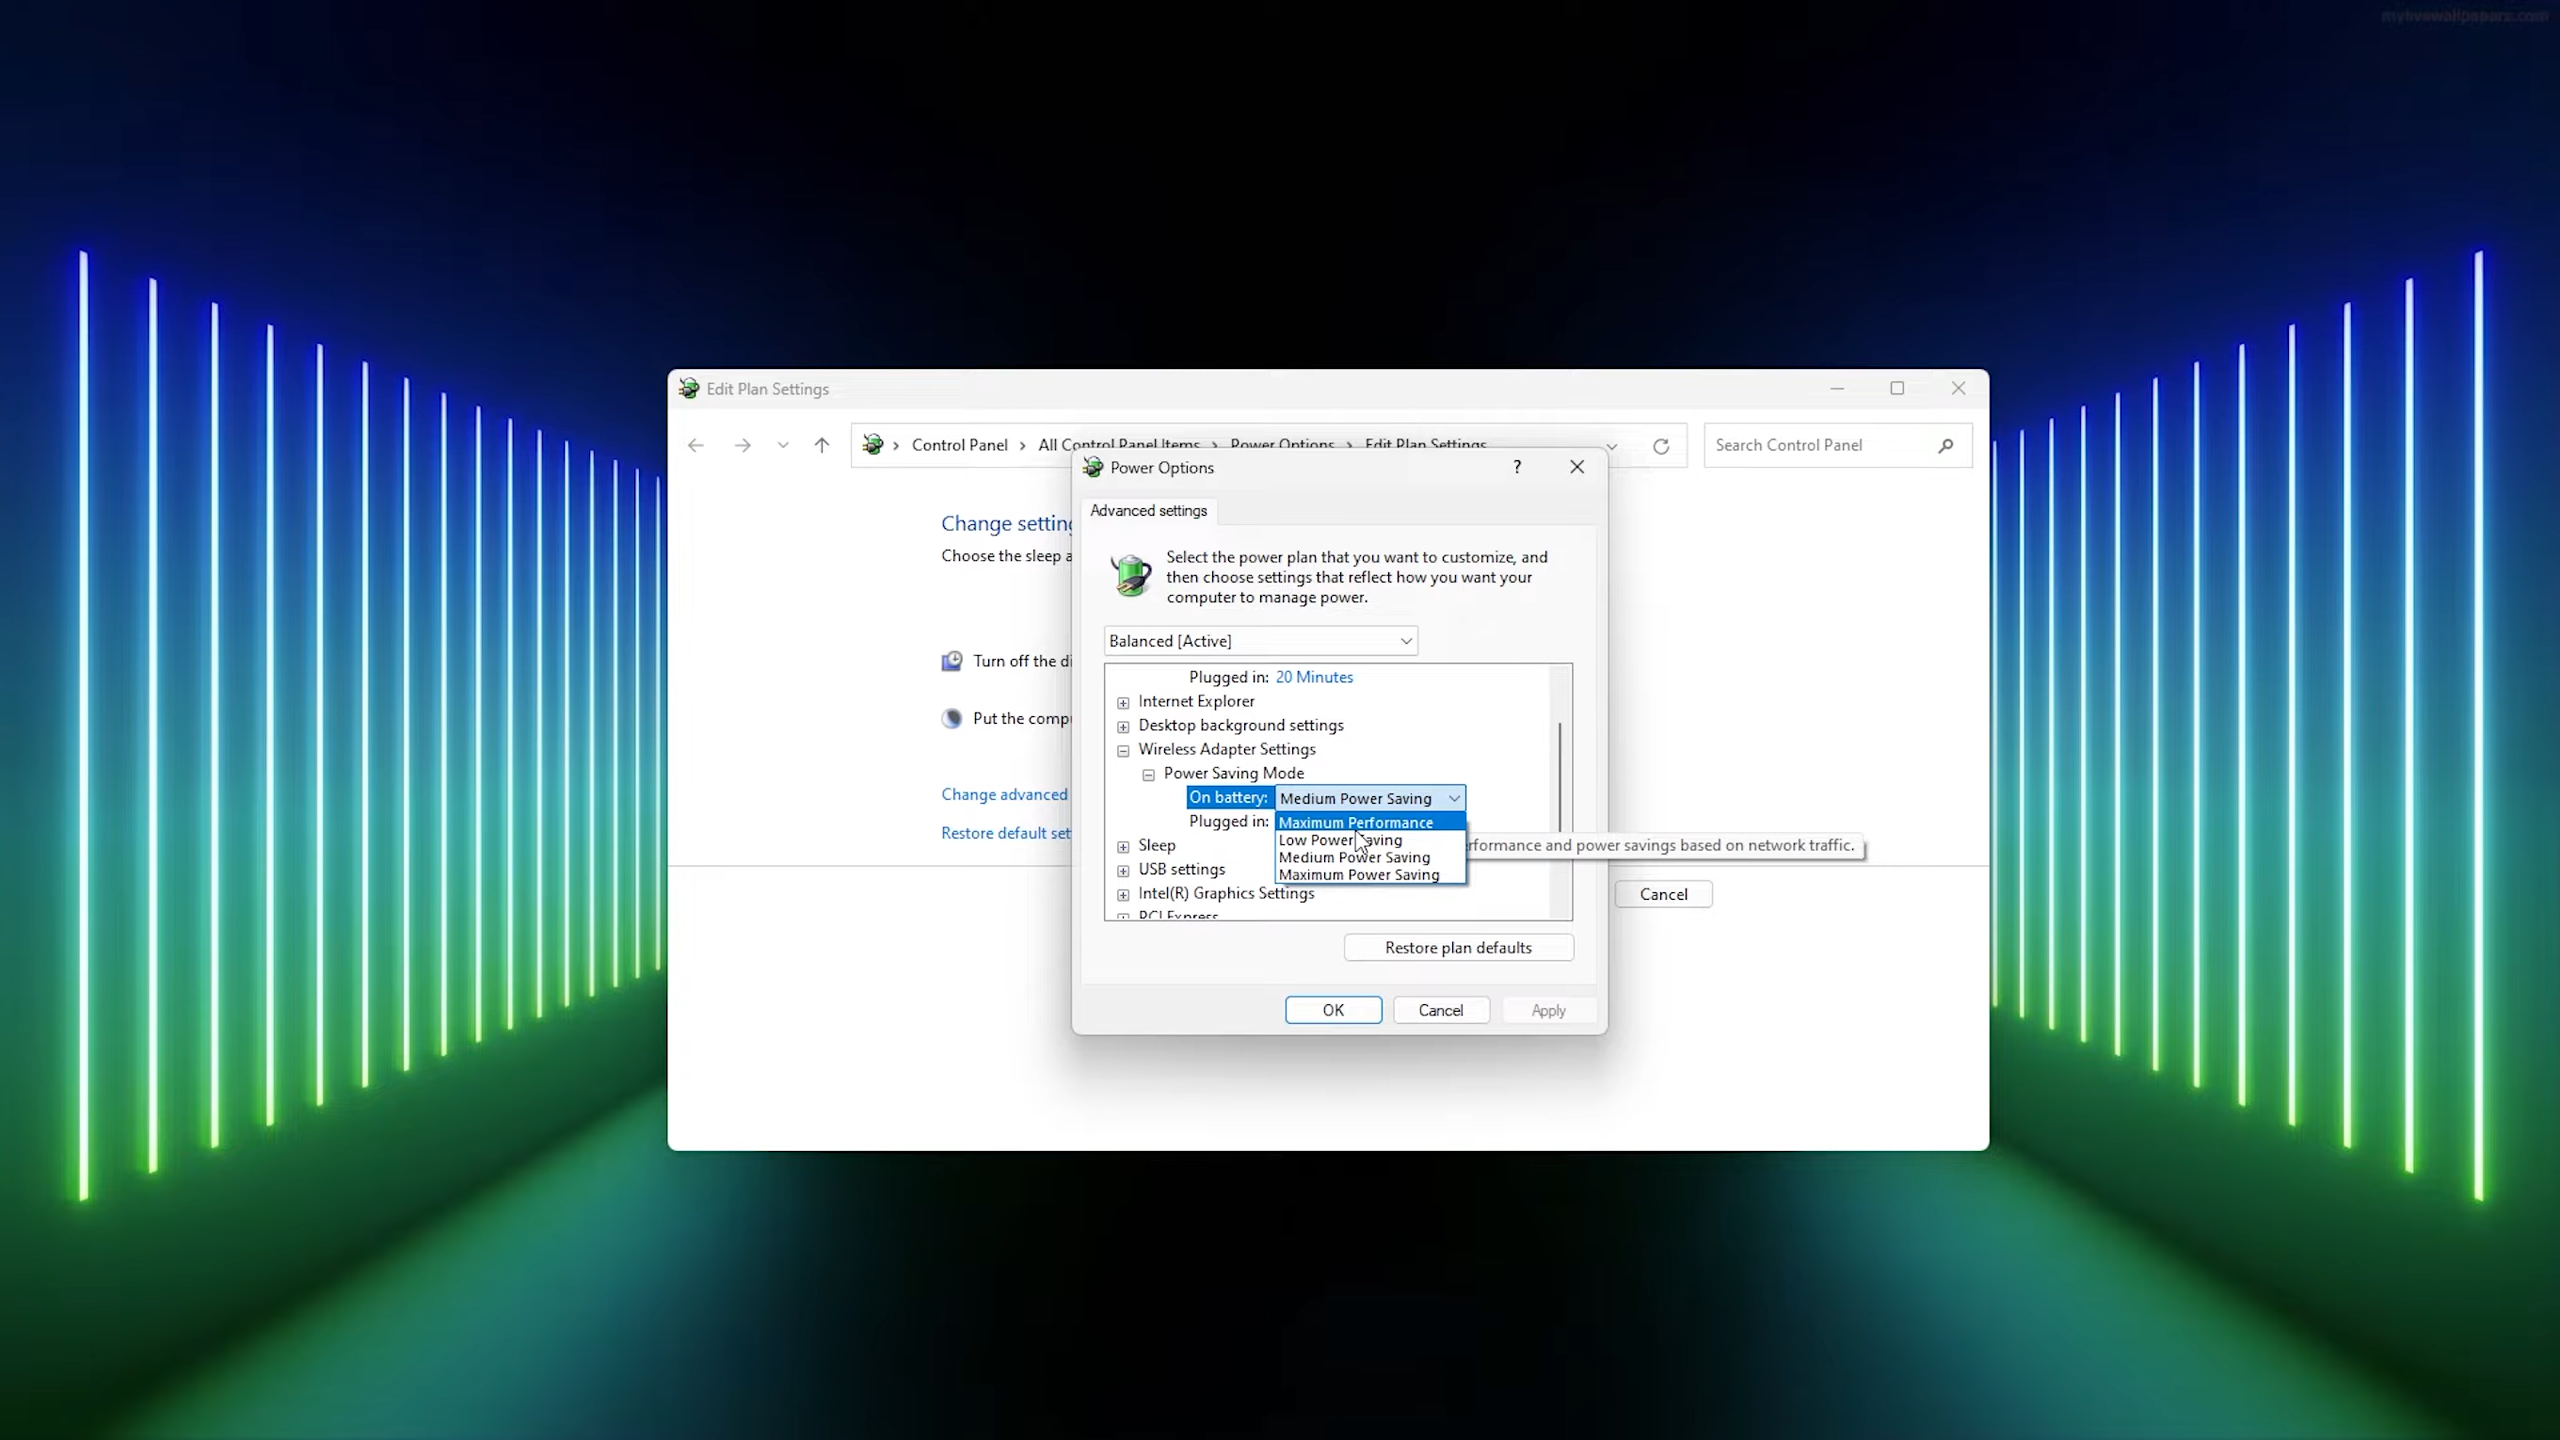 mylivewallpapers.com
Edit Plan Settings
Control Panel > All Control Panel Items > Power Options > Edit Plan Settings
Search Control Panel
Power Options
?
Advanced settings
Change setting
Choose the sleep a
Select the power plan that you want to customize, and
then choose settings that reflect how you want your
computer to manage power.
Balanced [Active]
Turn off the di
Plugged in: 20 Minutes
Internet Explorer
Put the compu
Desktop background settings
Wireless Adapter Settings
Power Saving Mode
Change advanced
On battery: Medium Power Saving
Plugged in: Maximum Performance
Restore default set
Low Power Saving
Sleep
rformance and power savings based on network traffic.
Medium Power Saving
USB settings
Maximum Power Saving
Intel(R) Graphics Settings
Cancel
PCI Express
Restore plan defaults
OK
Cancel
Apply